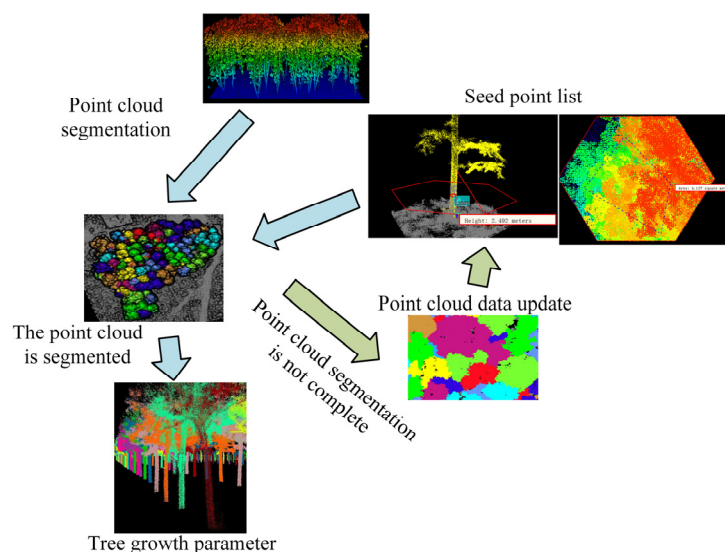 Seed point list
Point cloud
segmentation
Height: 2.492 meters
Point cloud data update
The point cloud
is segmented
Point cloud segmentation
is not complete
Tree growth parameter